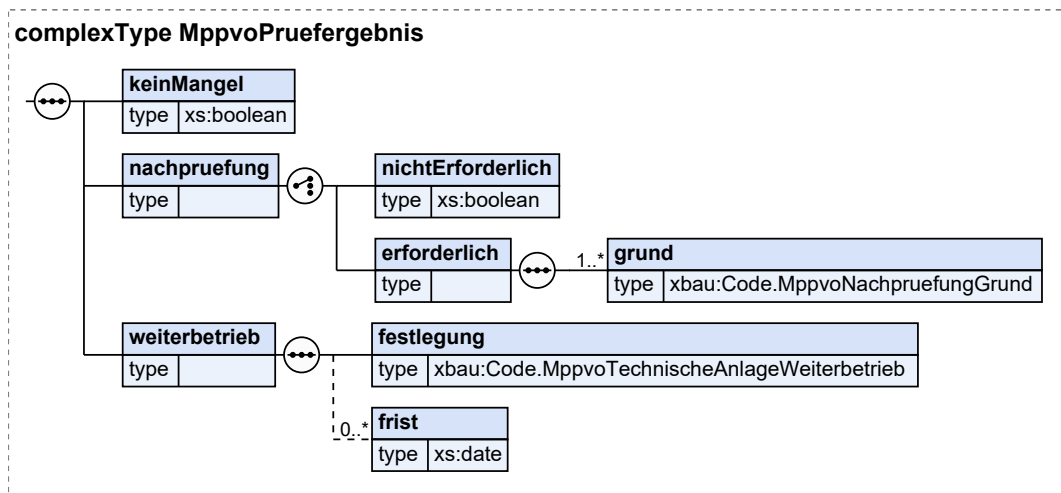 complexType MppvoPruefergebnis
keinMangel
type xs:boolean
nachpruefung
type
nichtErforderlich
type xs:boolean
erforderlich
type
1..*
grund
type xbau:Code.MppvoNachpruefungGrund
weiterbetrieb
type
festlegung
type xbau:Code.MppvoTechnischeAnlageWeiterbetrieb
0..*
frist
type xs:date